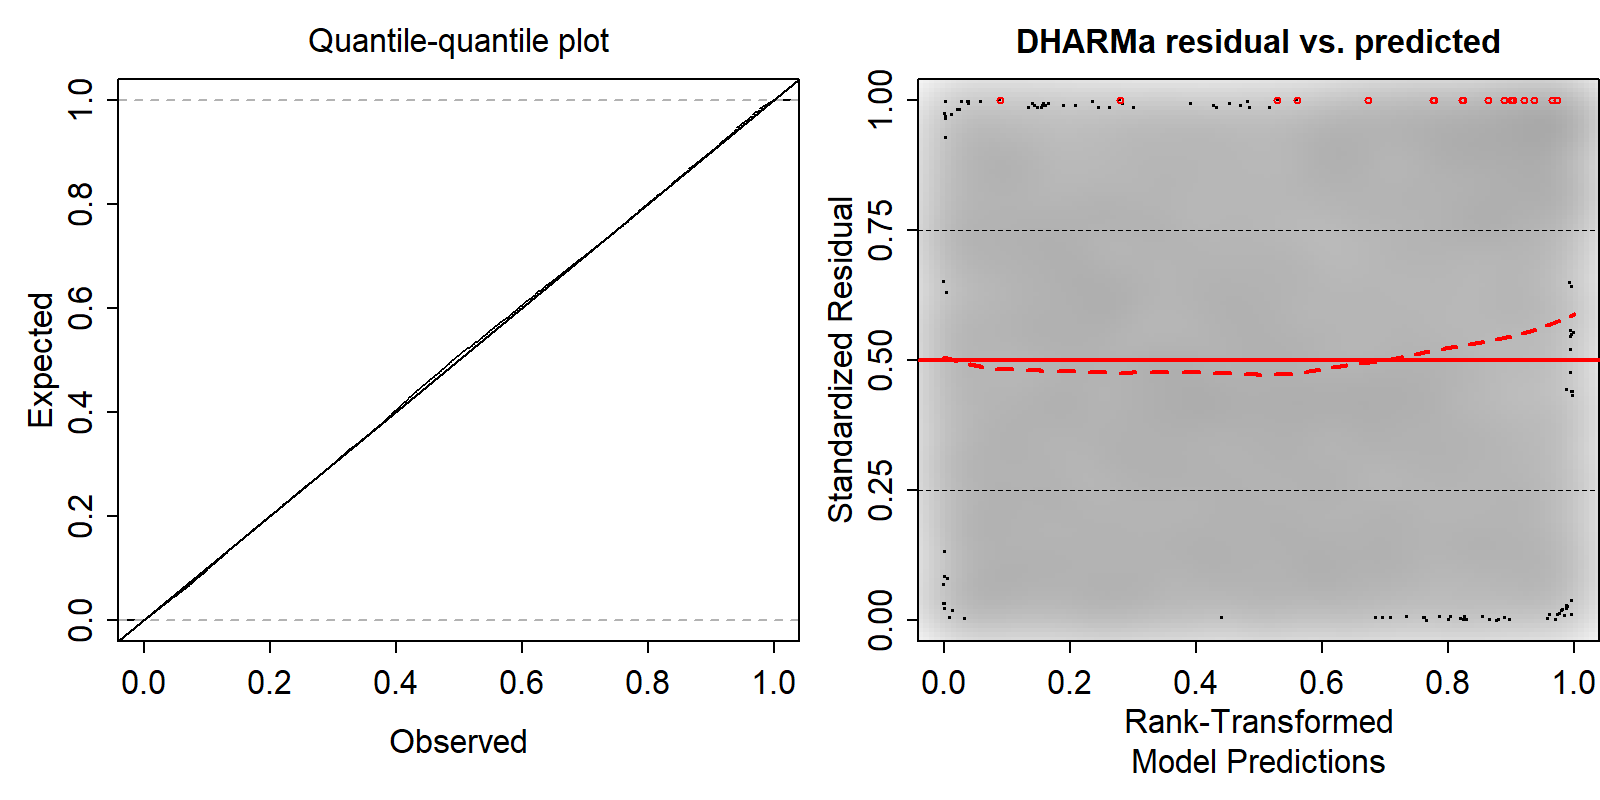 Quantile-quantile plot
Expected
0.0 0.2 0.4 0.6 0.8 1.0
0.0 0.2 0.4 0.6 0.8 1.0
Observed
DHARMa residual vs. predicted
Standardized Residual
0.00 0.25 0.50 0.75 1.00
0.0 0.2 0.4 0.6 0.8 1.0
Rank-Transformed
Model Predictions